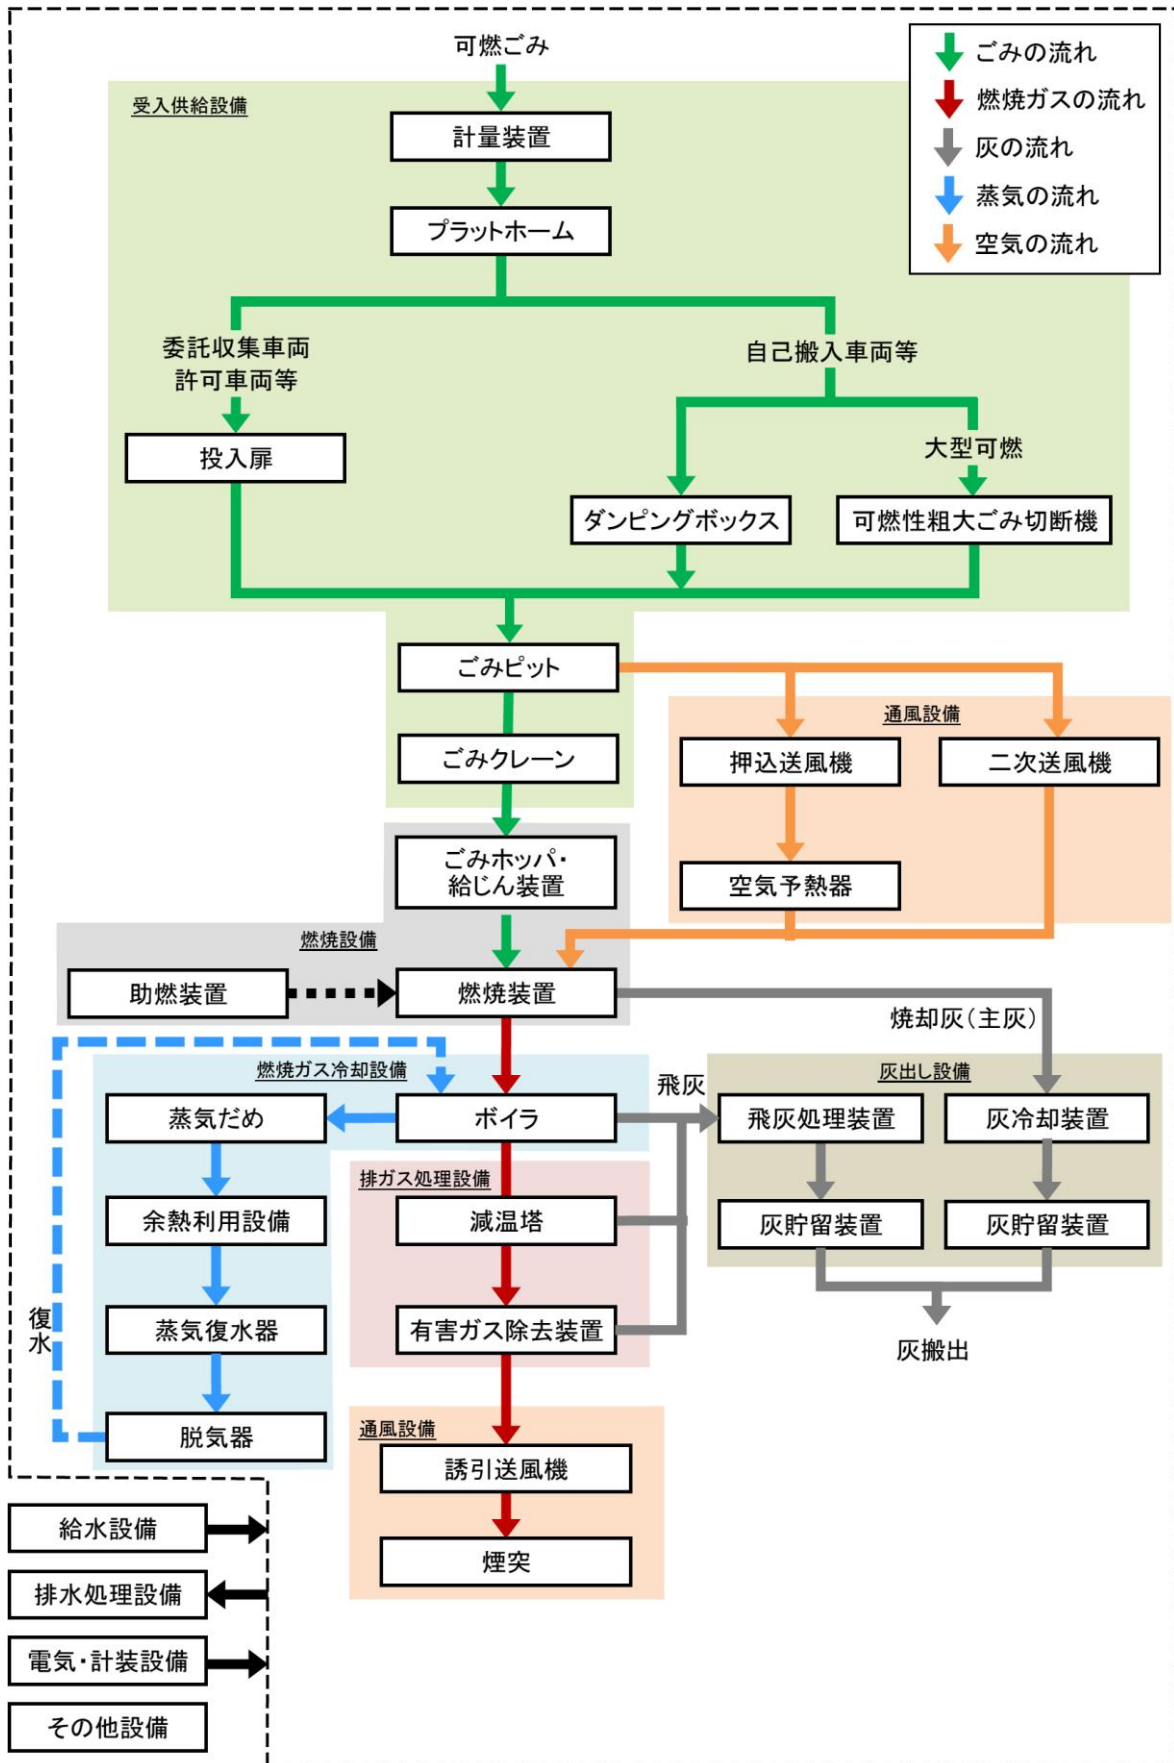 可燃ごみ
ごみの流れ
燃焼ガスの流れ
灰の流れ
蒸気の流れ
空気の流れ
受入供給設備
計量装置
プラットホーム
委託収集車両
許可車両等
自己搬入車両等
投入扉
大型可燃
ダンピングボックス
可燃性粗大ごみ切断機
ごみピット
通風設備
ごみクレーン
押込送風機
二次送風機
ごみホッパ・
給じん装置
空気予熱器
燃焼設備
助燃装置
燃焼装置
焼却灰(主灰)
燃焼ガス冷却設備
飛灰
灰出し設備
蒸気だめ
ボイラ
飛灰処理装置
灰冷却装置
排ガス処理設備
余熱利用設備
減温塔
灰貯留装置
灰貯留装置
復水
蒸気復水器
有害ガス除去装置
灰搬出
脱気器
通風設備
誘引送風機
煙突
給水設備
排水処理設備
電気・計装設備
その他設備